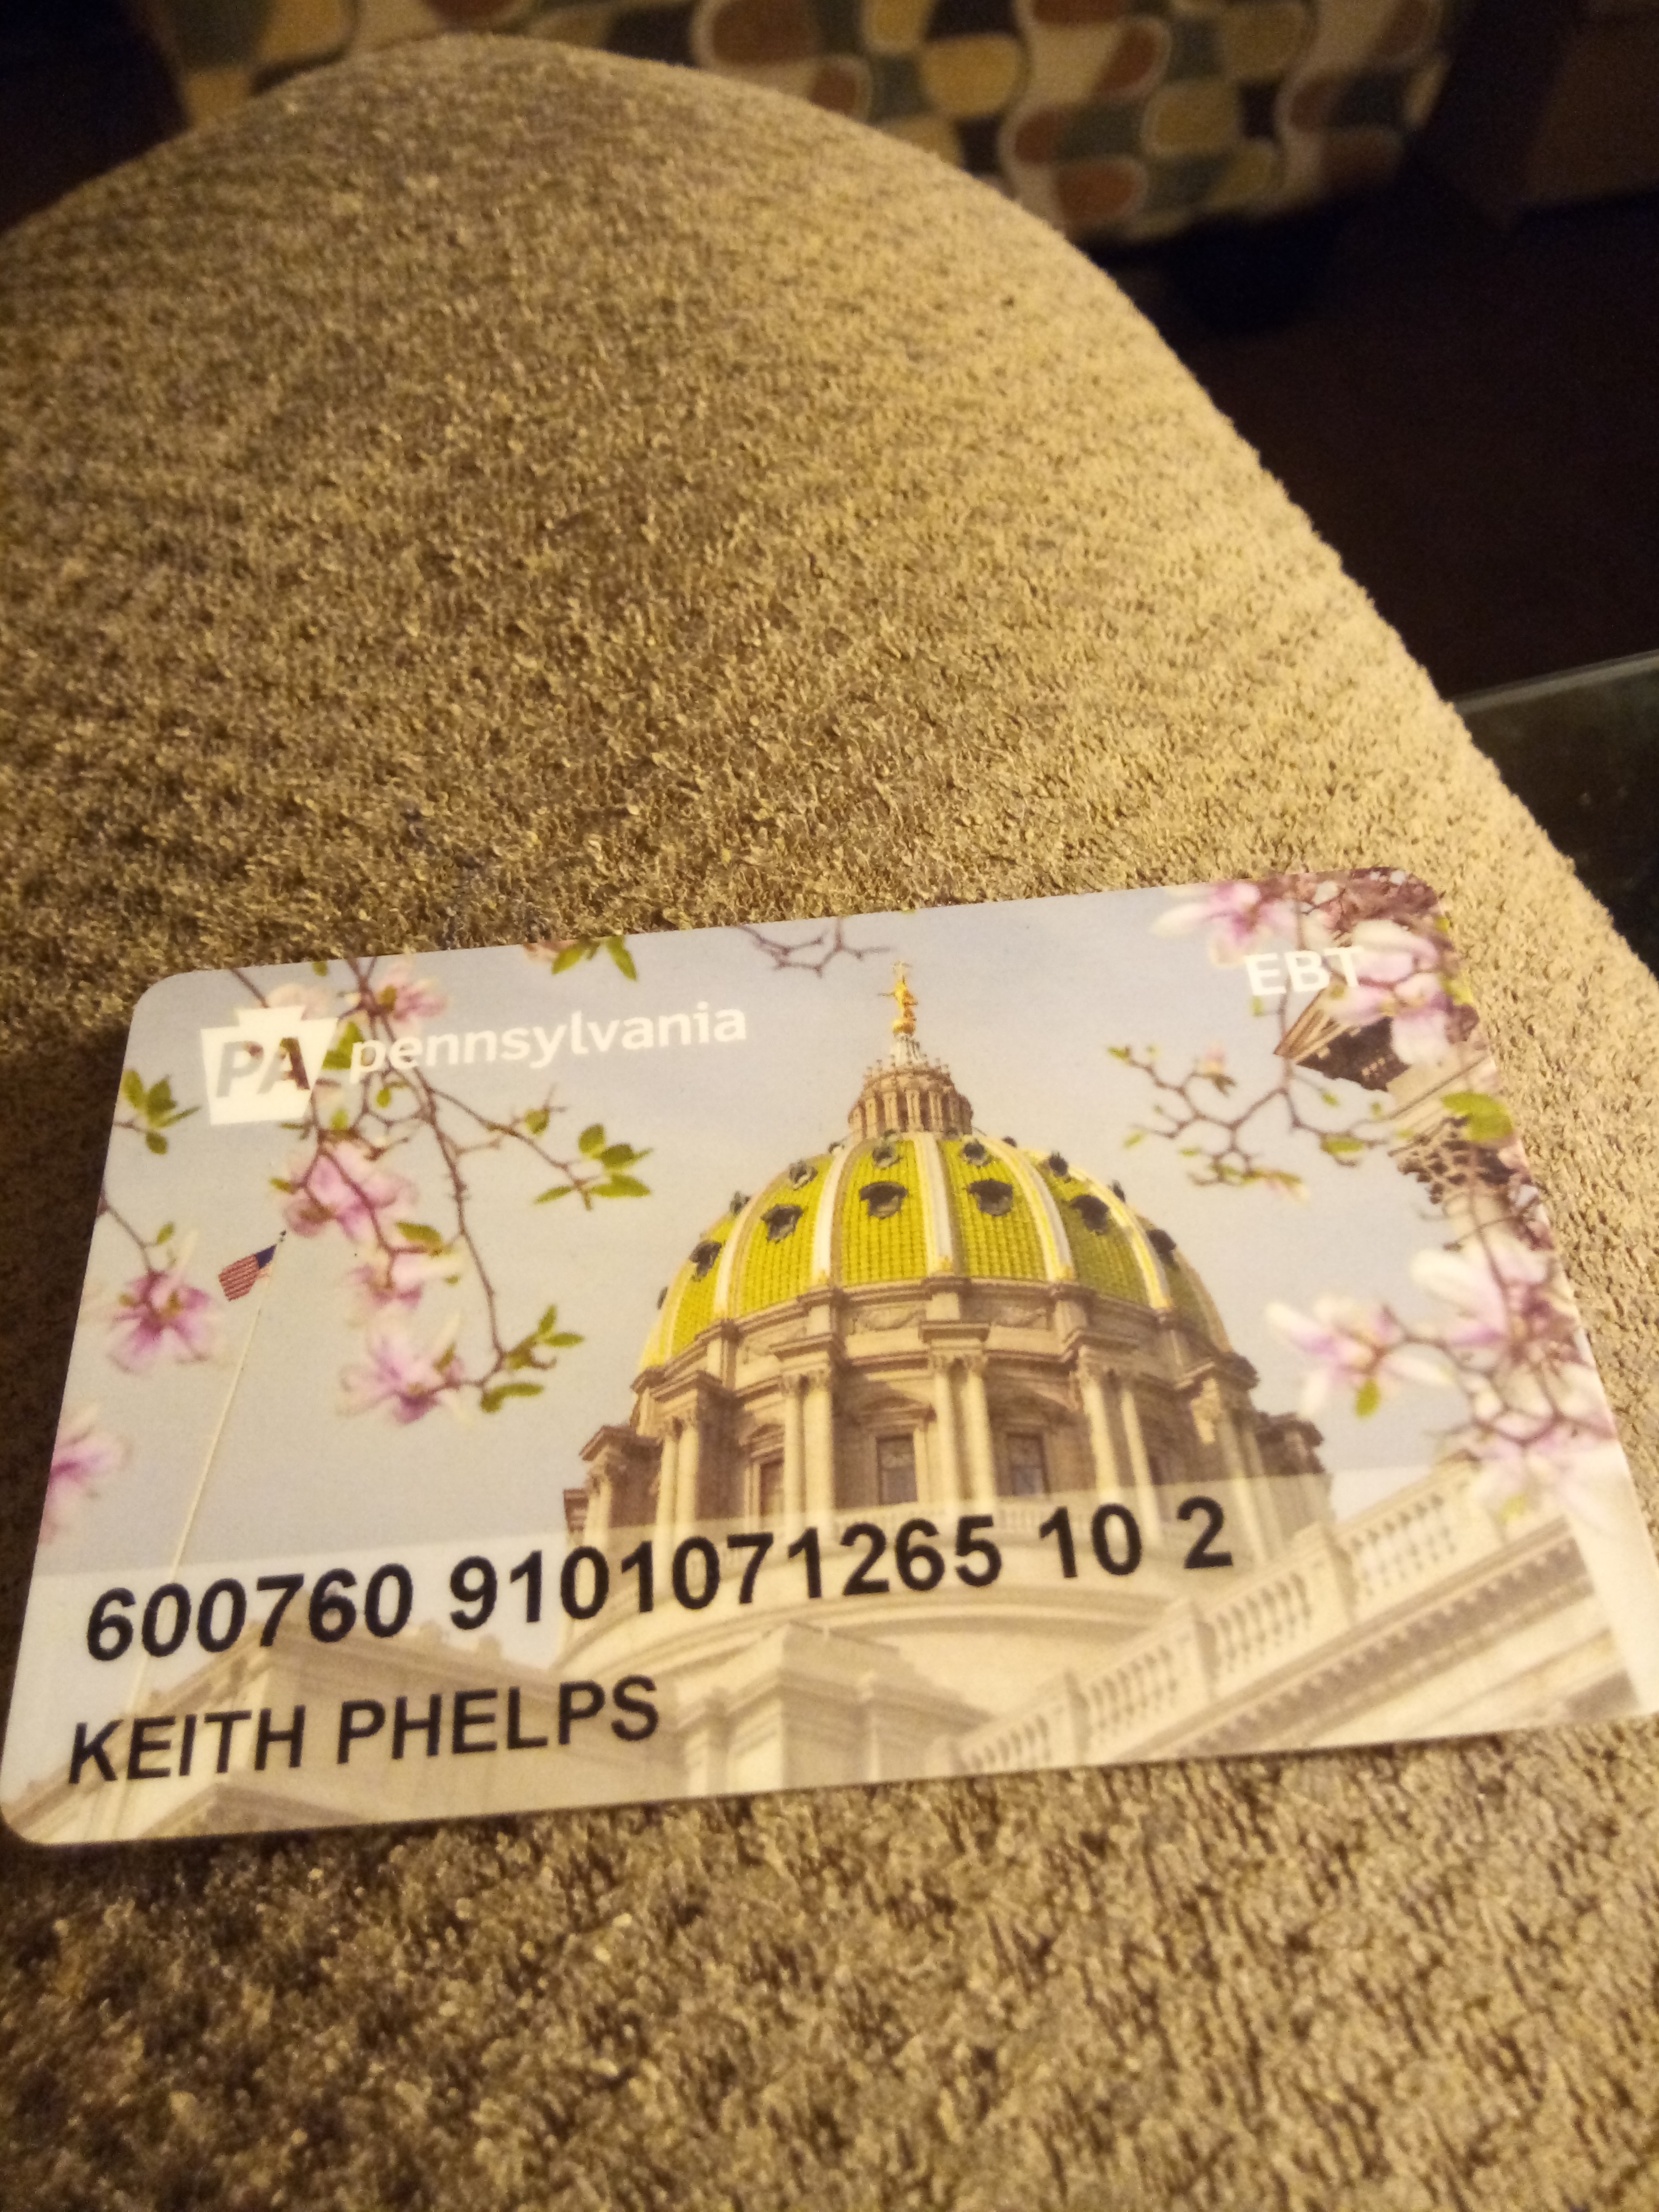 PA pennsylvania
EBT
600760 9101071265 10 2
KEITH PHELPS